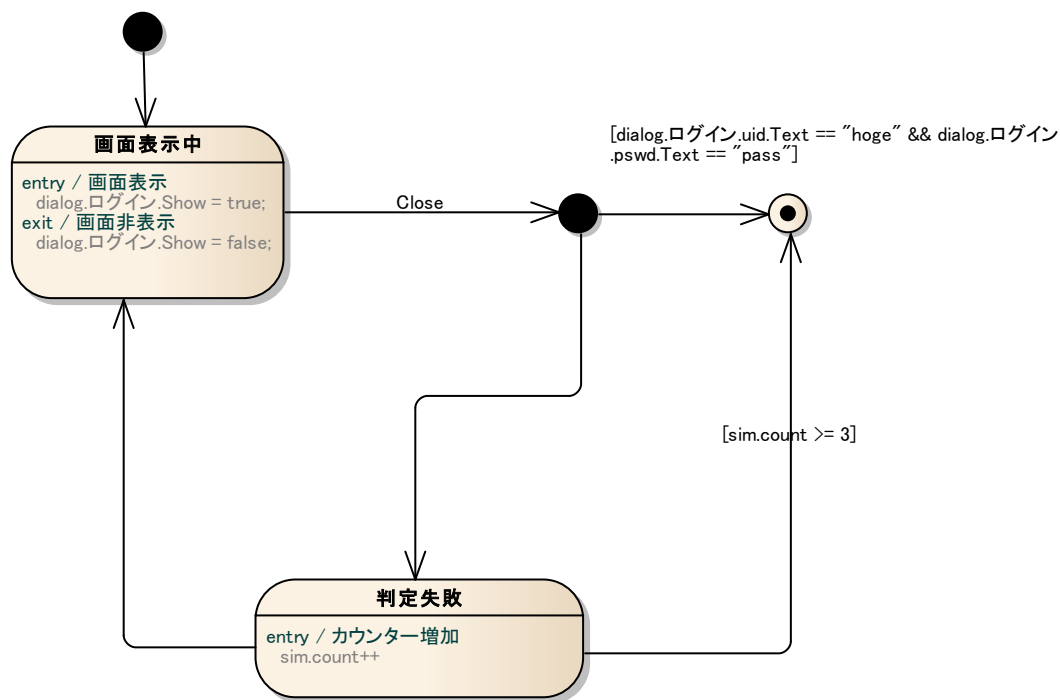 画面表示中
entry / 画面表示
dialog.ログイン.Show = true;
exit / 画面非表示
dialog.ログイン.Show = false;
Close
[dialog.ログイン.uid.Text == "hoge" && dialog.ログイン
.pswd.Text == "pass"]
[sim.count >= 3]
判定失敗
entry / カウンター増加
sim.count++